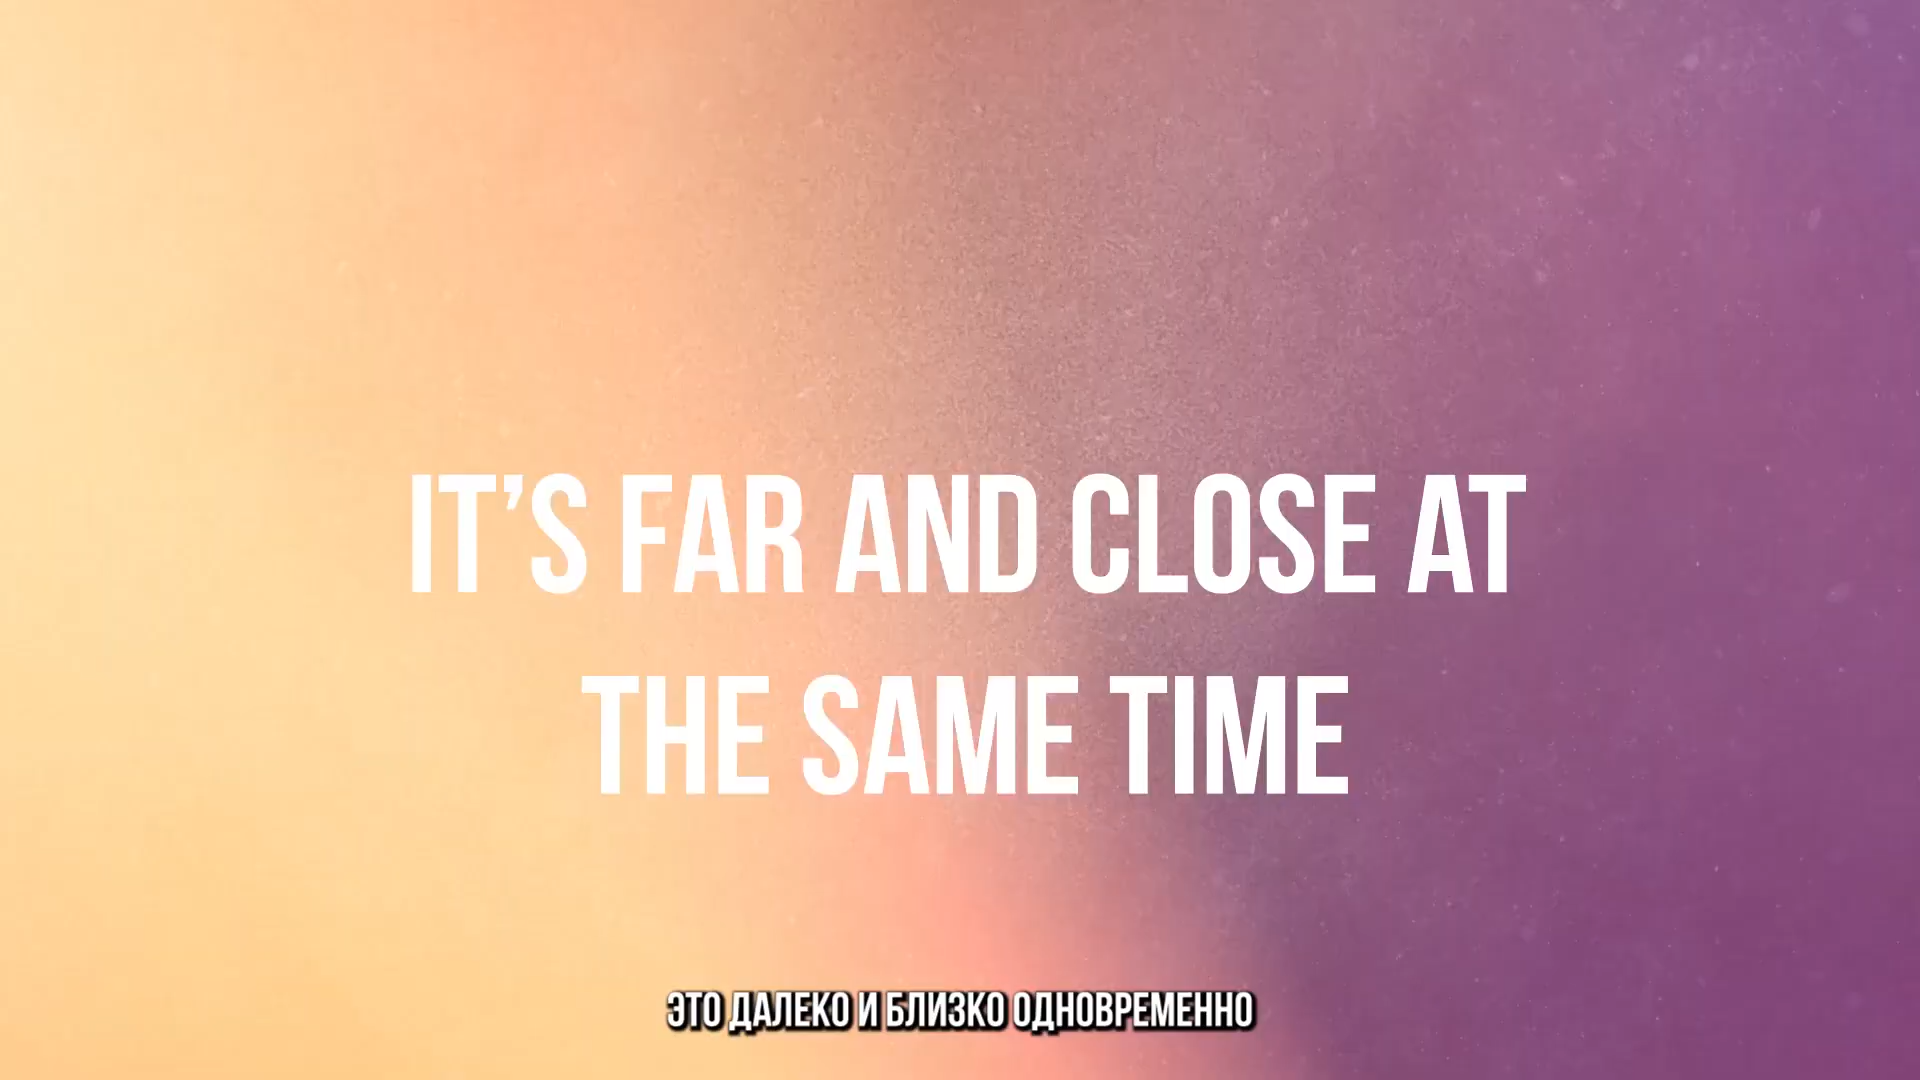 IT’S FAR AND CLOSE AT
THE SAME TIME
ЭТО ДАЛЕКО И БЛИЗКО ОДНОВРЕМЕННО